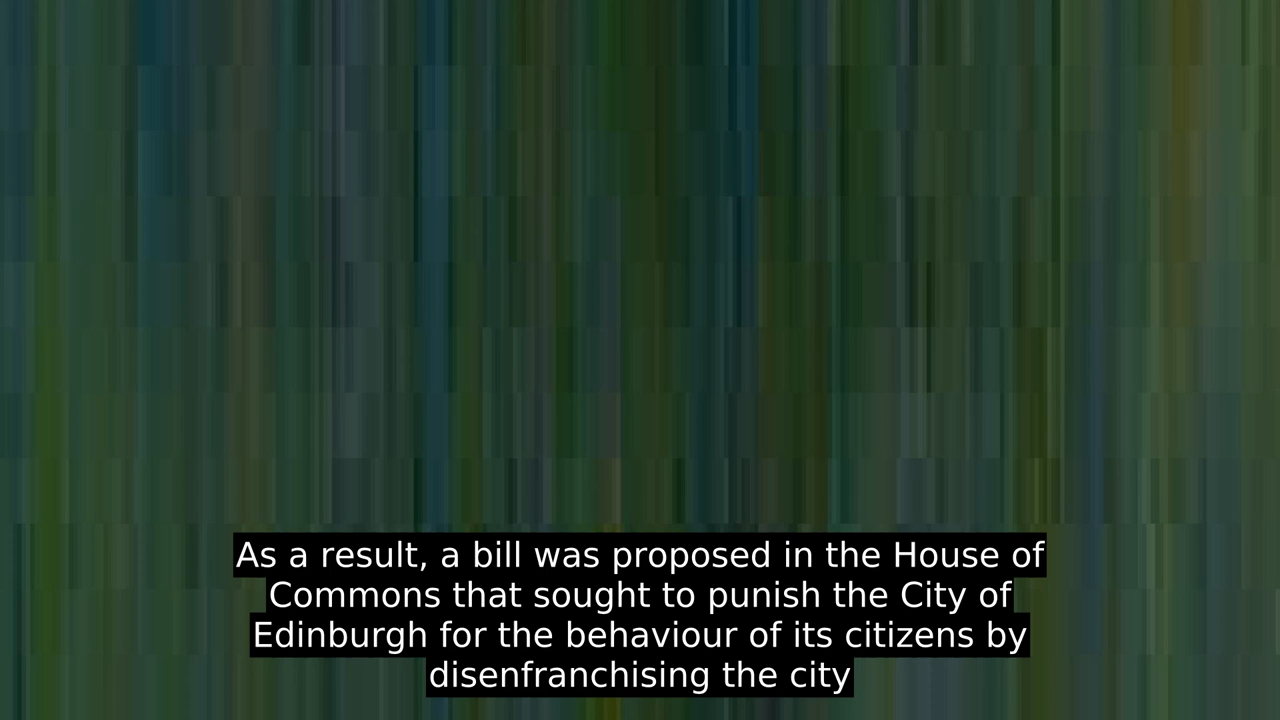 As a result, a bill was proposed in the House of
Commons that sought to punish the City of
Edinburgh for the behaviour of its citizens by
disenfranchising the city